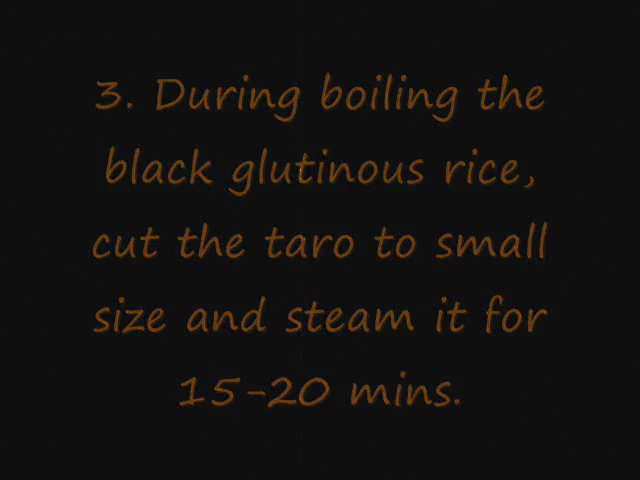 3. During boiling the
black glutinous rice,
cut the taro to small
size and steam it for
15-20 mins.